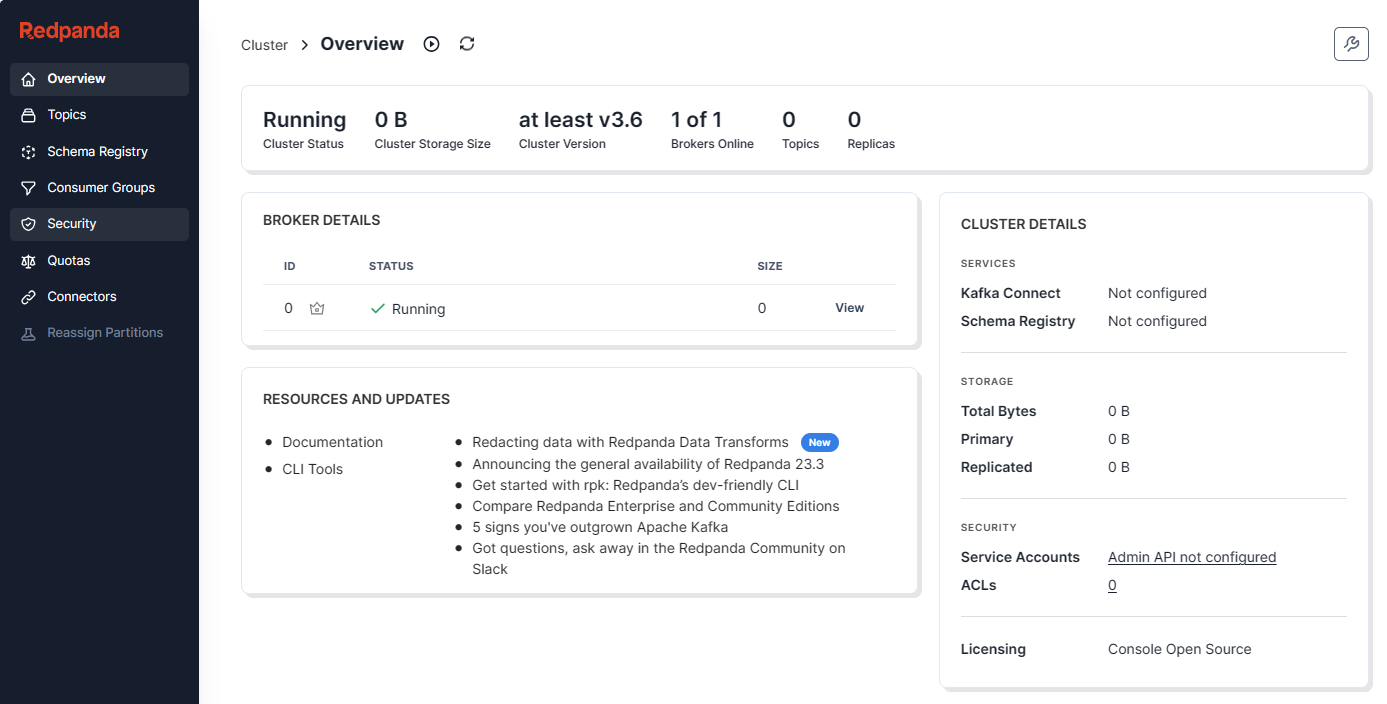 Redpanda
Overview
Topics
Schema Registry
Consumer Groups
Security
Quotas
Connectors
Reassign Partitions
Cluster > Overview
Running 0 B at least v3.6 1 of 1 0 0
Cluster Status Cluster Storage Size Cluster Version Brokers Online Topics Replicas
BROKER DETAILS
ID STATUS SIZE
0 Running 0 View
RESOURCES AND UPDATES
Documentation
CLI Tools
Redacting data with Redpanda Data Transforms New
Announcing the general availability of Redpanda 23.3
Get started with rpk: Redpanda’s dev-friendly CLI
Compare Redpanda Enterprise and Community Editions
5 signs you've outgrown Apache Kafka
Got questions, ask away in the Redpanda Community on
Slack
CLUSTER DETAILS
SERVICES
Kafka Connect Not configured
Schema Registry Not configured
STORAGE
Total Bytes 0 B
Primary 0 B
Replicated 0 B
SECURITY
Service Accounts Admin API not configured
ACLs 0
Licensing Console Open Source